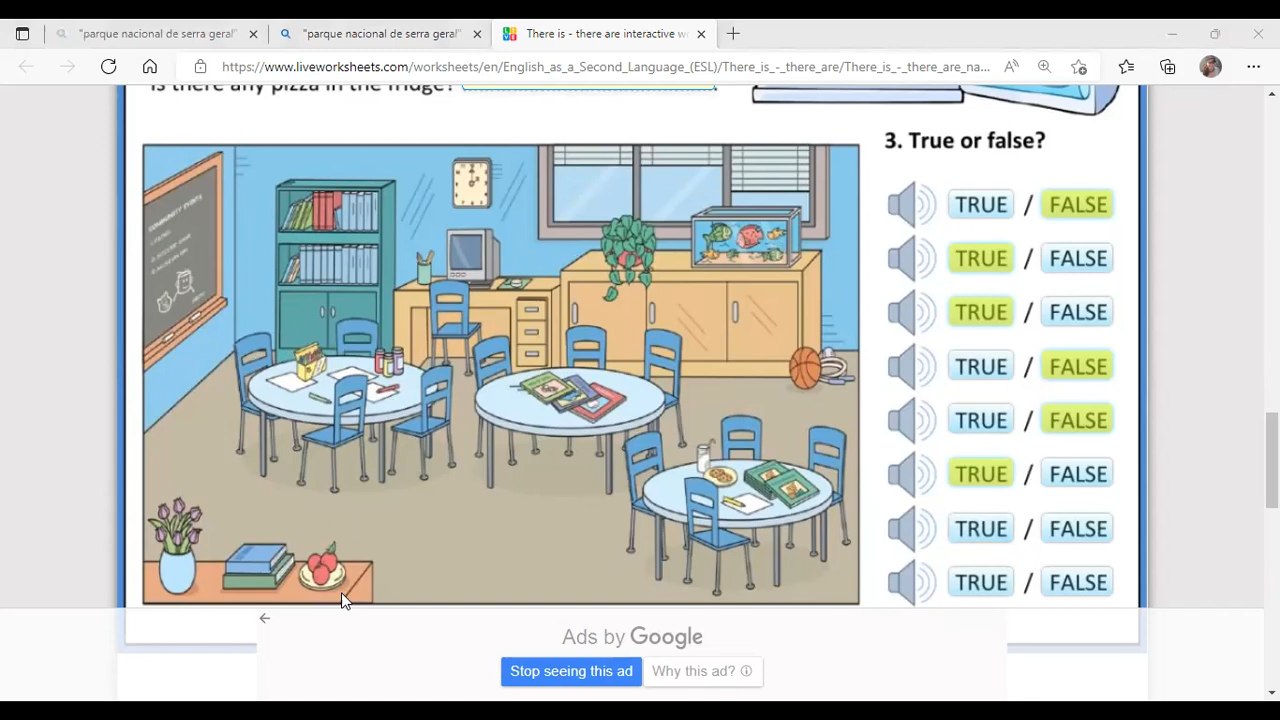 "parque nacional de serra geral"
"parque nacional de serra geral"
There is - there are interactive wo
https://www.liveworksheets.com/worksheets/en/English_as_a_Second_Language_(ESL)/There_is_-_there_are/There_is_-_there_are_na...
Is there any pizza in the fridge?
3. True or false?
COMMUNITY EVENTS
TRUE / FALSE
TRUE / FALSE
TRUE / FALSE
TRUE / FALSE
TRUE / FALSE
TRUE / FALSE
TRUE / FALSE
TRUE / FALSE
Ads by Google
Stop seeing this ad
Why this ad?